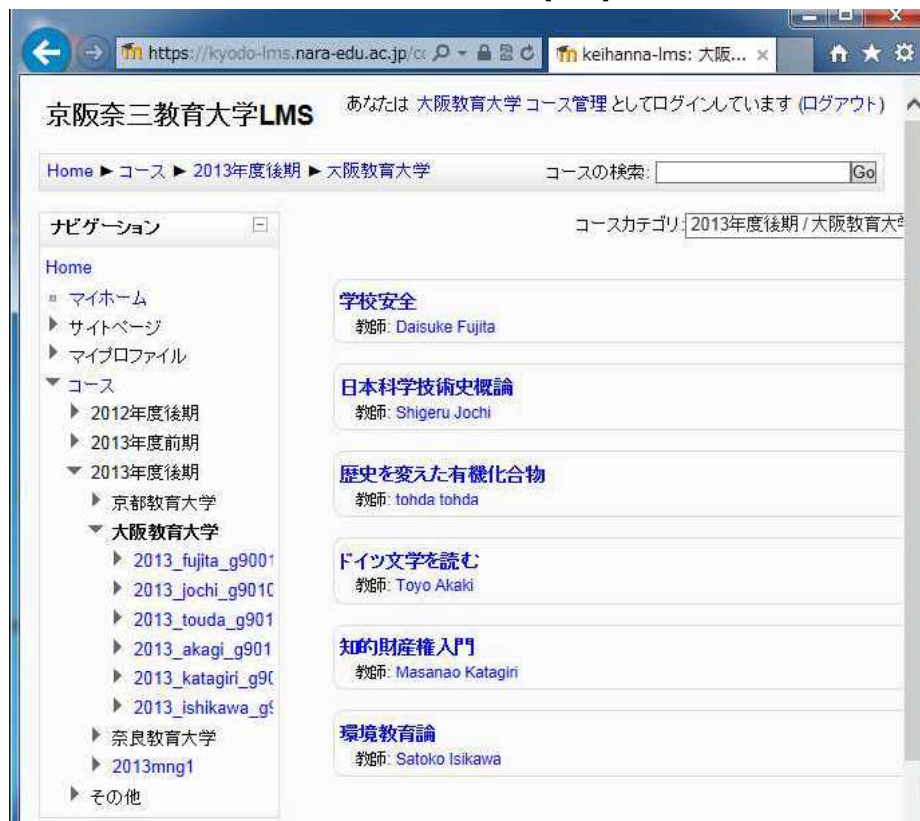 https://kyodo-lms.nara-edu.ac.jp/cc
keihanna-lms: 大阪...
京阪奈三教育大学LMS
あなたは 大阪教育大学 コース管理 としてログインしています (ログアウト)
Home ► コース ► 2013年度後期 ► 大阪教育大学
コースの検索:
Go
ナビゲーション
コースカテゴリ: 2013年度後期 / 大阪教育大学
Home
マイホーム
サイトページ
マイプロファイル
コース
2012年度後期
2013年度前期
2013年度後期
京都教育大学
大阪教育大学
2013_fujita_g9001
2013_jochi_g9010
2013_touda_g901
2013_akagi_g901
2013_katagiri_g90
2013_ishikawa_g9
奈良教育大学
2013mng1
その他
学校安全
教師: Daisuke Fujita
日本科学技術史概論
教師: Shigeru Jochi
歴史を変えた有機化合物
教師: tohda tohda
ドイツ文学を読む
教師: Toyo Akaki
知的財産権入門
教師: Masanao Katagiri
環境教育論
教師: Satoko Isikawa